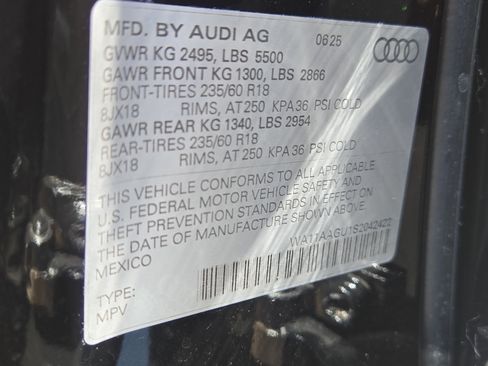 MFD. BY AUDI AG 06:25
GVWR KG 2495, LBS 5500
GAWR FRONT KG 1300, LBS 2866
FRONT-TIRES 235/60 R18
8JX18 RIMS, AT 250 KPA 36 PSI COLD
GAWR REAR KG 1340, LBS 2954
REAR-TIRES 235/60 R18
8JX18 RIMS, AT 250 KPA 36 PSI COLD
THIS VEHICLE CONFORMS TO ALL APPLICABLE
U.S. FEDERAL MOTOR VEHICLE SAFETY AND
THEFT PREVENTION STANDARDS IN EFFECT ON
THE DATE OF MANUFACTURE SHOWN ABOVE.
MEXICO
WA11AAGU1S2042422
TYPE:
MPV